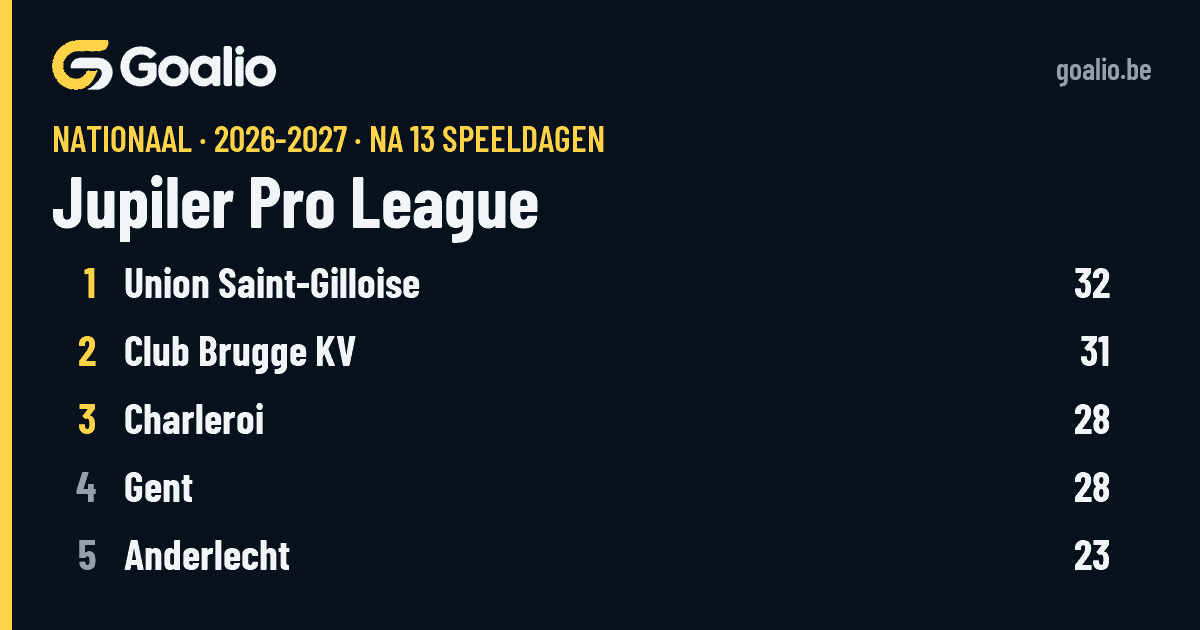 Goalio
goalio.be
NATIONAAL · 2026-2027 · NA 13 SPEELDAGEN
Jupiler Pro League
1 Union Saint-Gilloise 32
2 Club Brugge KV 31
3 Charleroi 28
4 Gent 28
5 Anderlecht 23